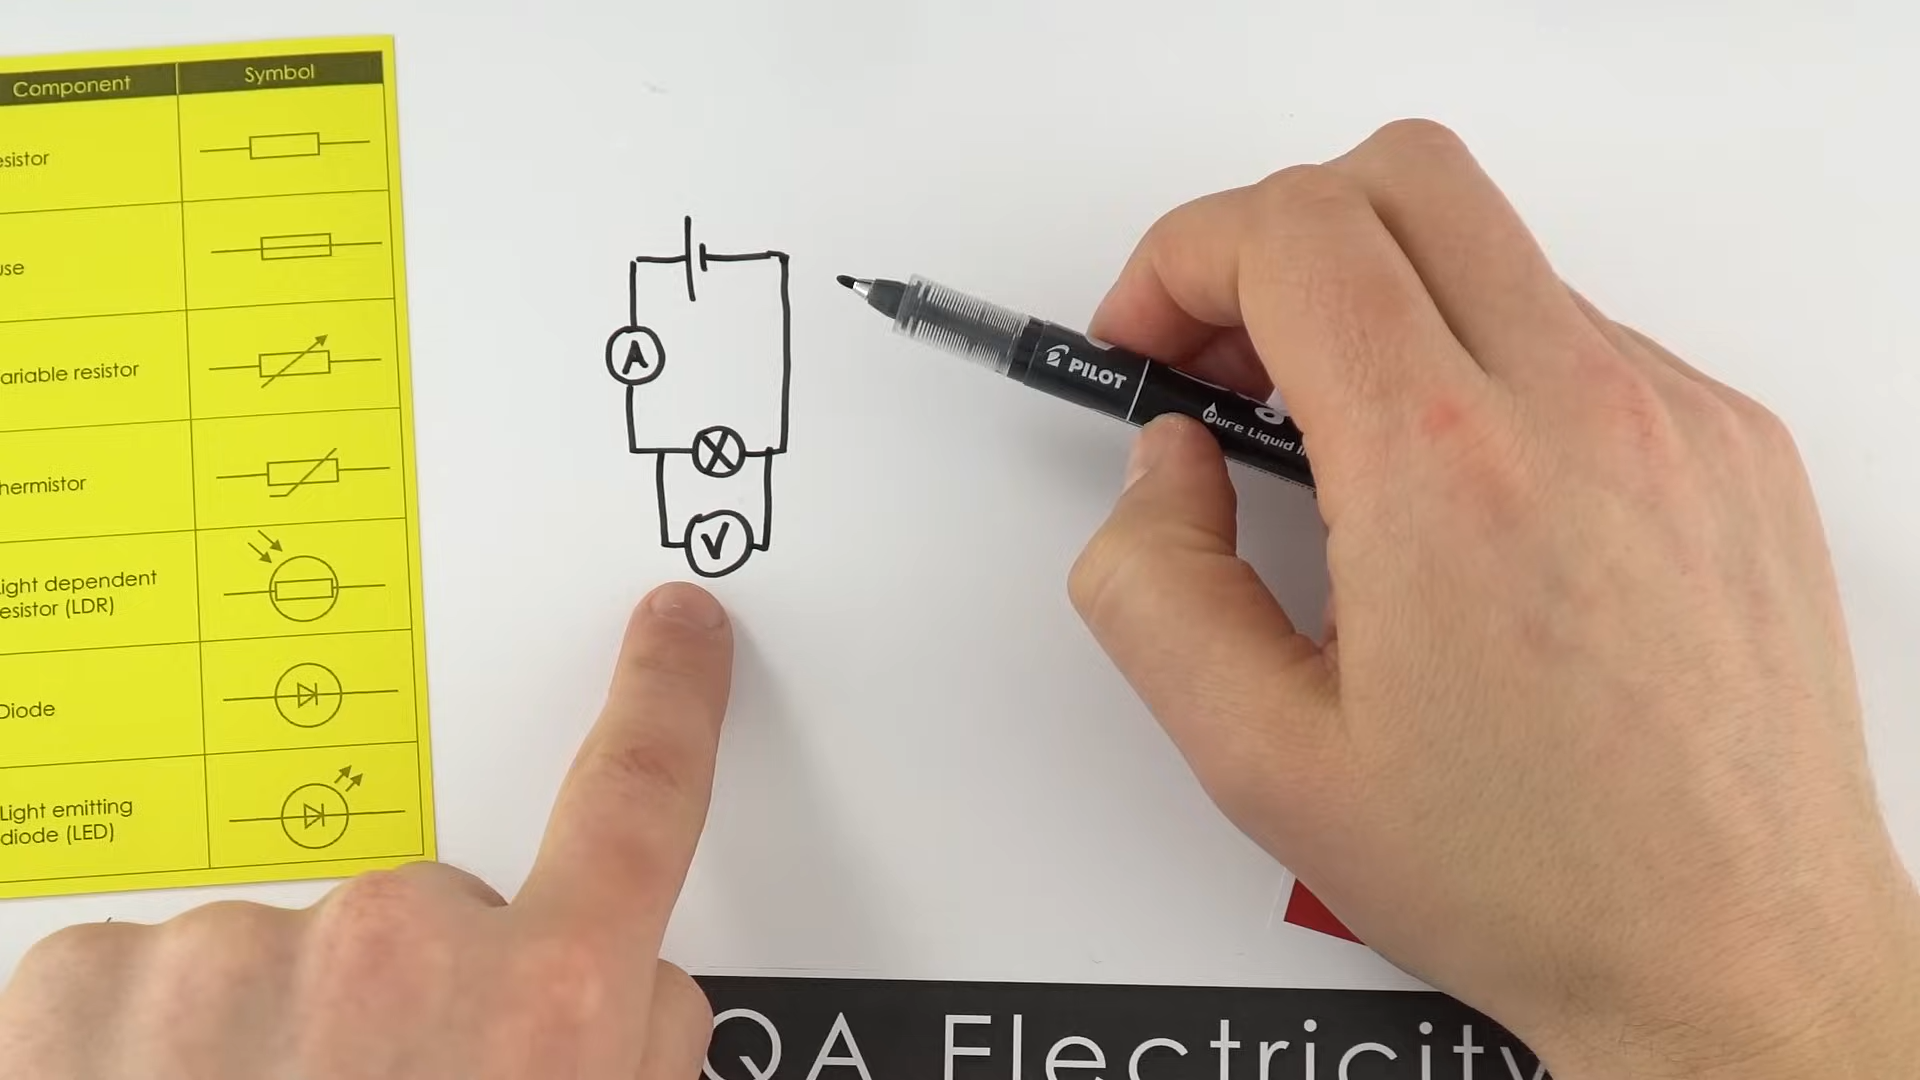 Component Symbol
esistor
use
ariable resistor
hermistor
ight dependent
esistor (LDR)
Diode
Light emitting
diode (LED)
A
X
V
PILOT
Pure Liquid
QA Electricity